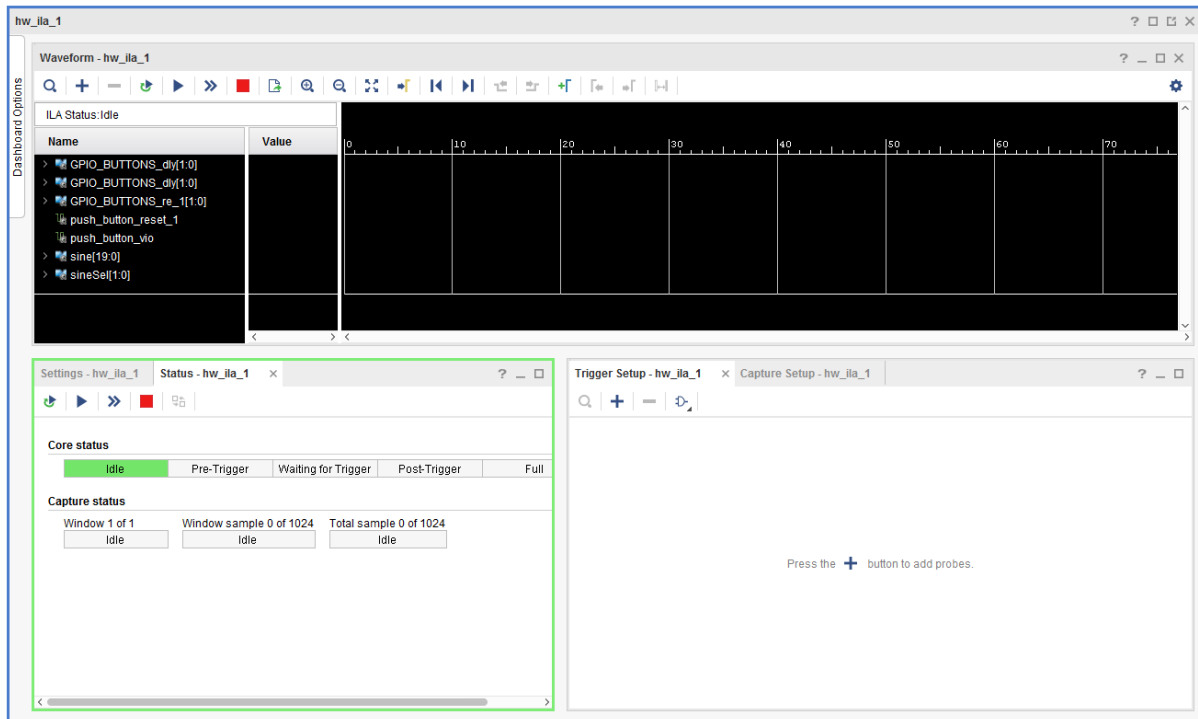 hw_ila_1
Dashboard Options
Waveform - hw_ila_1
ILA Status: Idle
Name Value
0 10 20 30 40 50 60 70
GPIO_BUTTONS_dly[1:0]
GPIO_BUTTONS_dly[1:0]
GPIO_BUTTONS_re_1[1:0]
push_button_reset_1
push_button_vio
sine[19:0]
sineSel[1:0]
Settings - hw_ila_1 Status - hw_ila_1
Core status
Idle Pre-Trigger Waiting for Trigger Post-Trigger Full
Capture status
Window 1 of 1 Window sample 0 of 1024 Total sample 0 of 1024
Idle Idle Idle
Trigger Setup - hw_ila_1 Capture Setup - hw_ila_1
Press the + button to add probes.